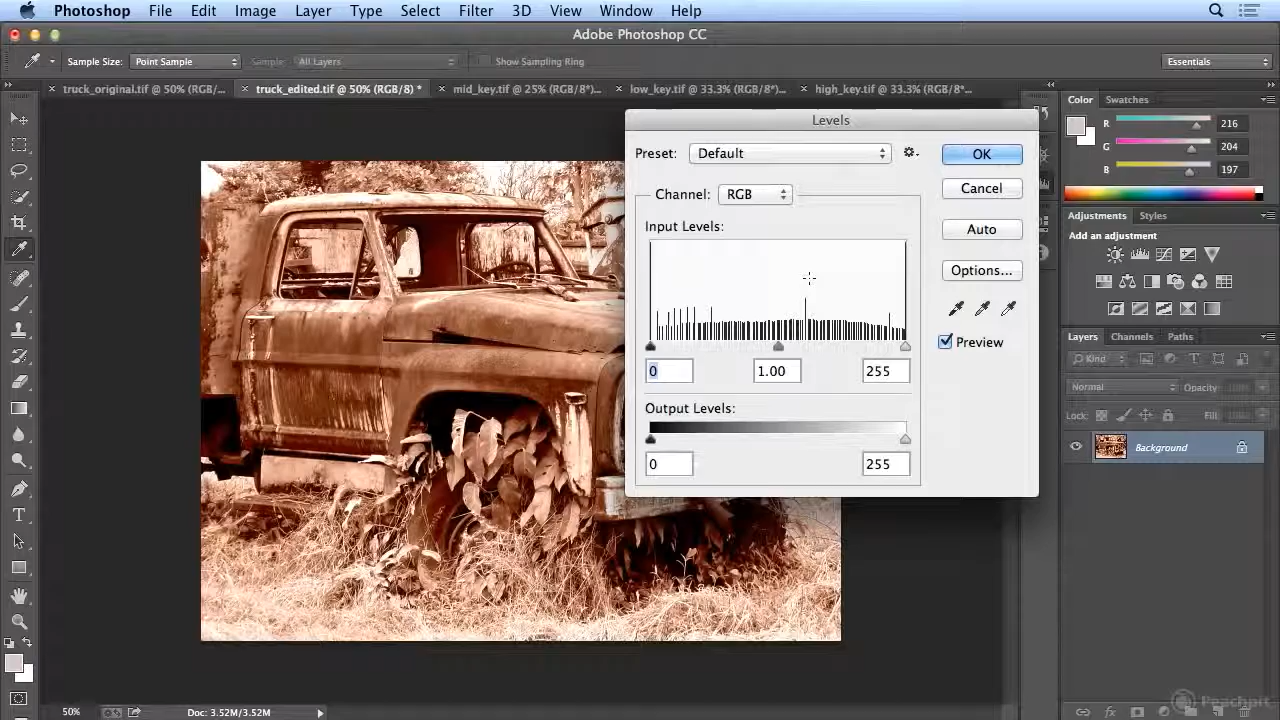 Photoshop File Edit Image Layer Type Select Filter 3D View Window Help
Adobe Photoshop CC
Sample Size: Point Sample Sample: All Layers Show Sampling Ring Essentials
truck_original.tif @ 50% (RGB/... truck_edited.tif @ 50% (RGB/8) * mid_key.tif @ 25% (RGB/8*)... low_key.tif @ 33.3% (RGB/8*)... high_key.tif @ 33.3% (RGB/8*...
Levels
Preset: Default OK
Channel: RGB Cancel
Input Levels: Auto
Options...
Preview
0 1.00 255
Output Levels:
0 255
Color Swatches
R 216
G 204
B 197
Adjustments Styles
Add an adjustment
Layers Channels Paths
Kind
Normal Opacity:
Lock: Fill:
Background
50% Doc: 3.52M/3.52M
Peachpit